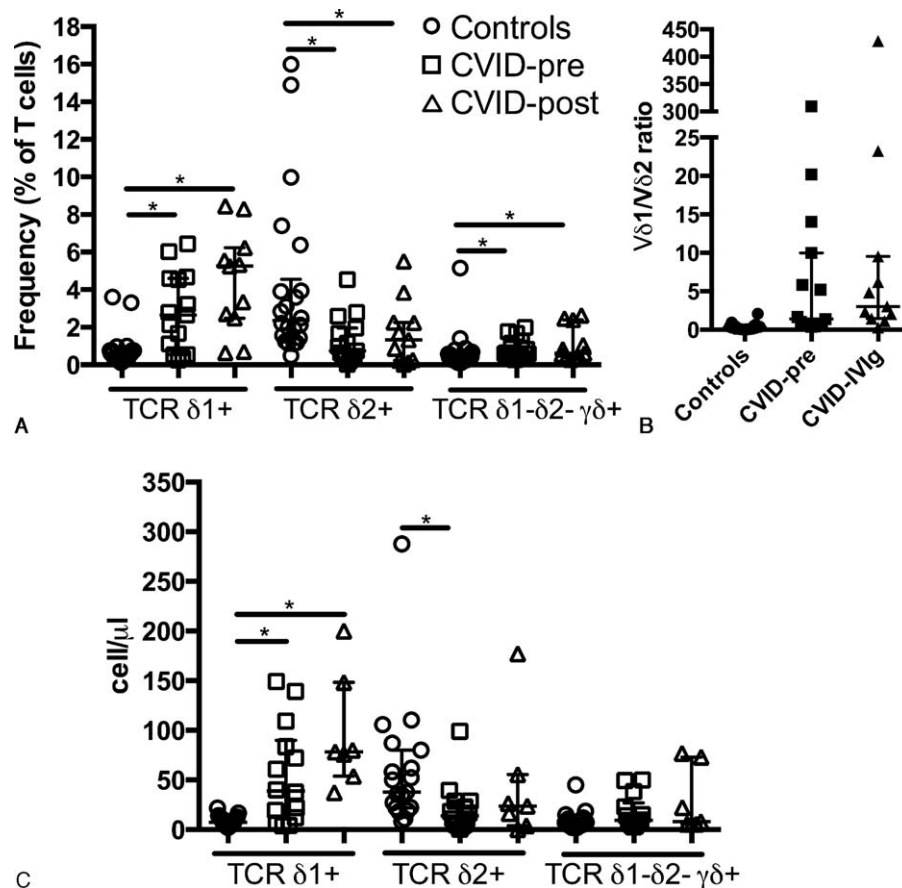 Frequency (% of T cells)
18
16
14
12
10
8
6
4
2
0
* * * * * *
Controls
CVID-pre
CVID-post
TCR δ1+ TCR δ2+ TCR δ1-δ2- γδ+
A
Vδ1/Vδ2 ratio
450
400
350
300
25
20
15
10
5
0
Controls CVID-pre CVID-IVIg
B
cell/µl
350
300
250
200
150
100
50
0
* * *
TCR δ1+ TCR δ2+ TCR δ1-δ2- γδ+
C